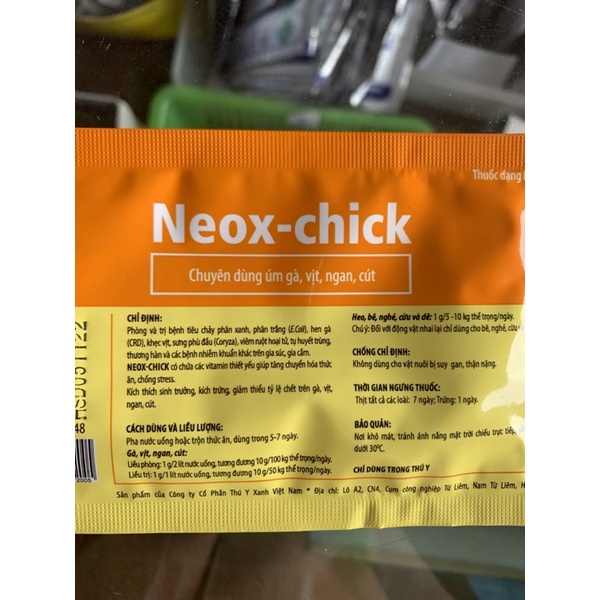 Thuốc dạng
Neox-chick
Chuyên dùng úm gà, vịt, ngan, cút
CHỈ ĐỊNH:
Phòng và trị bệnh tiêu chảy phân xanh, phân trắng (E.Coli), hen gà
(CRD), khẹc vịt, sưng phù đầu (Coryza), viêm ruột hoại tử, tụ huyết trùng,
thương hàn và các bệnh nhiễm khuẩn khác trên gia súc, gia cầm.
NEOX-CHICK có chứa các vitamin thiết yếu giúp tăng chuyển hóa thức
ăn, chống stress.
Kích thích sinh trưởng, kích trứng, giảm thiểu tỷ lệ chết trên gà, vịt,
ngan, cút.
CÁCH DÙNG VÀ LIỀU LƯỢNG:
Pha nước uống hoặc trộn thức ăn, dùng trong 5-7 ngày.
Gà, vịt, ngan, cút:
Liều phòng: 1 g/2 lít nước uống, tương đương 10 g/100 kg thể trọng/ngày.
Liều trị: 1 g/1 lít nước uống, tương đương 10 g/50 kg thể trọng/ngày.
Heo, bê, nghé, cừu và dê: 1 g/5 -10 kg thể trọng/ngày.
Chú ý: Đối với động vật nhai lại chỉ dùng cho bê, nghé, cừu
CHỐNG CHỈ ĐỊNH:
Không dùng cho vật nuôi bị suy gan, thận nặng.
THỜI GIAN NGƯNG THUỐC:
Thịt tất cả các loài: 7 ngày; Trứng: 1 ngày.
BẢO QUẢN:
Nơi khô mát, tránh ánh nắng mặt trời chiếu trực tiếp
dưới 30°C.
CHỈ DÙNG TRONG THÚ Y
HSD051122
48
2005
Sản phẩm của Công ty Cổ Phần Thú Y Xanh Việt Nam * Địa chỉ: Lô A2, CN4, Cụm công nghiệp Từ Liêm, Nam Từ Liêm, H